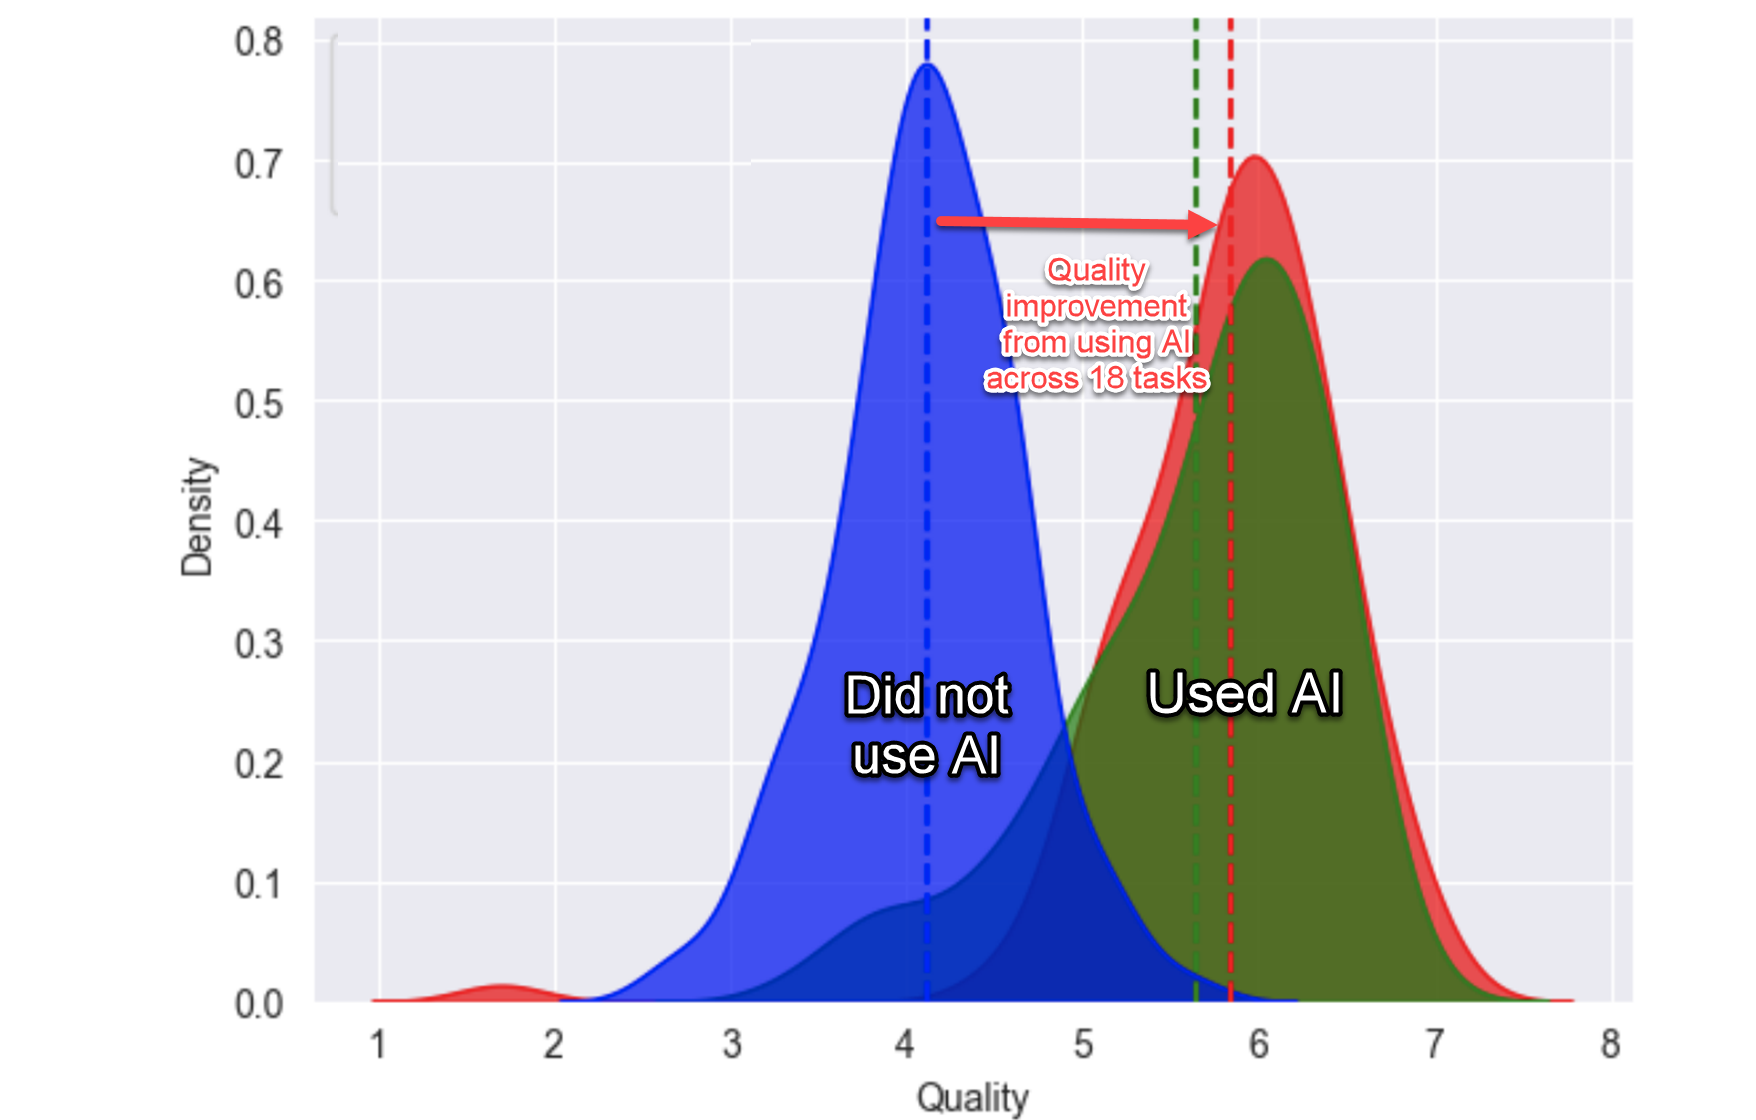 0.8
0.7
0.6
0.5
0.4
0.3
0.2
0.1
0.0
Density
Quality
improvement
from using AI
across 18 tasks
Did not
use AI
Used AI
1 2 3 4 5 6 7 8
Quality